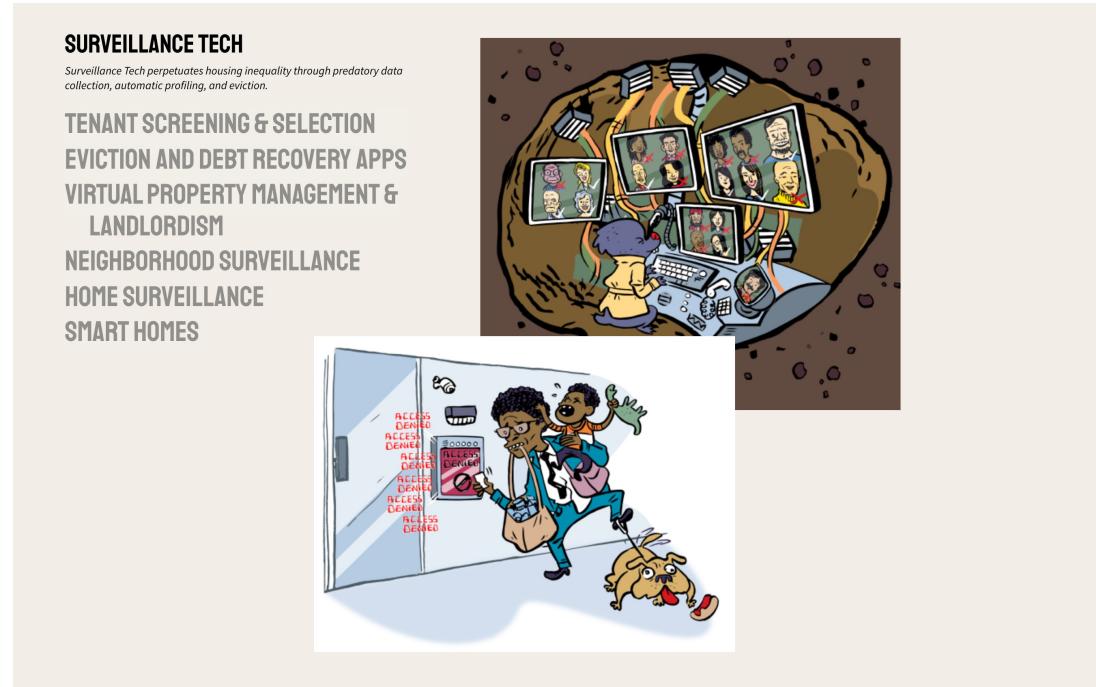 SURVEILLANCE TECH
Surveillance Tech perpetuates housing inequality through predatory data
collection, automatic profiling, and eviction.
TENANT SCREENING & SELECTION
EVICTION AND DEBT RECOVERY APPS
VIRTUAL PROPERTY MANAGEMENT &
LANDLORDISM
NEIGHBORHOOD SURVEILLANCE
HOME SURVEILLANCE
SMART HOMES
ACCESS
DENIED
ACCESS
DENIED
ACCESS
DENIED
ACCESS
DENIED
ACCESS
DENIED
ACCESS
DENIED
ACCESS
DENIED